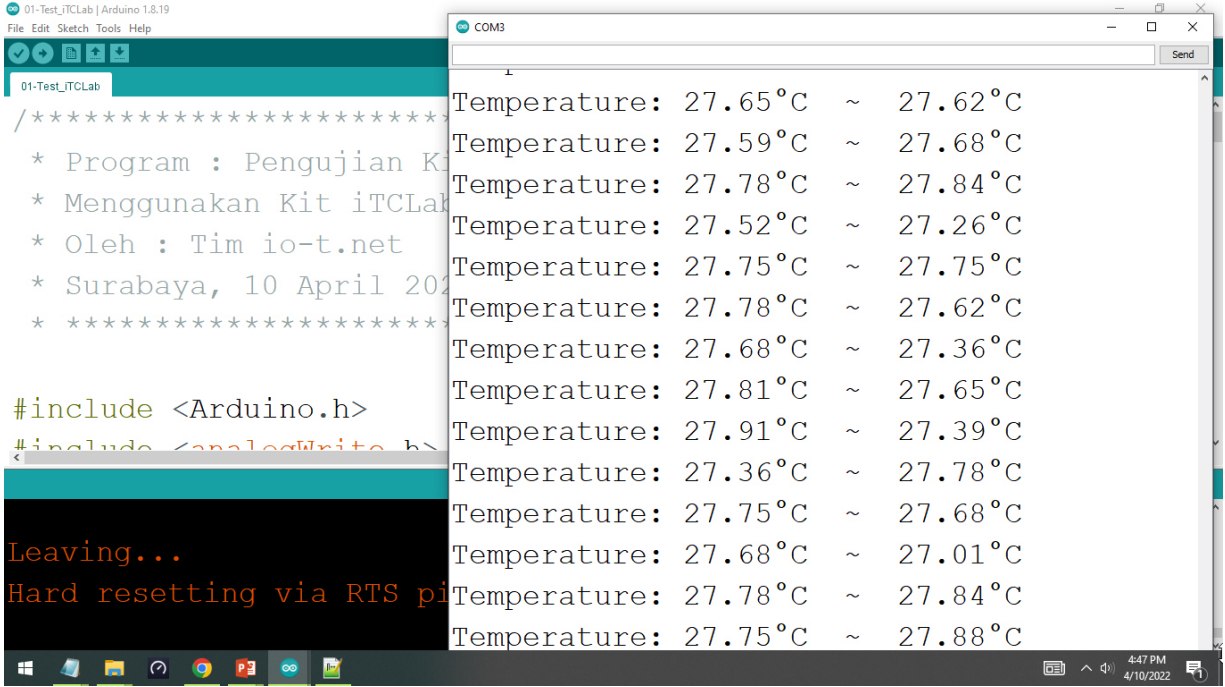 01-Test_iTCLab | Arduino 1.8.19
File Edit Sketch Tools Help
01-Test_iTCLab
/************************
* Program : Pengujian
* Menggunakan Kit iTCLab
* Oleh : Tim io-t.net
* Surabaya, 10 April
* **********************
#include <Arduino.h>
#include <analogWrite.h>
Leaving...
Hard resetting via RTS
COM3
Send
Temperature: 27.65°C ~ 27.62°C
Temperature: 27.59°C ~ 27.68°C
Temperature: 27.78°C ~ 27.84°C
Temperature: 27.52°C ~ 27.26°C
Temperature: 27.75°C ~ 27.75°C
Temperature: 27.78°C ~ 27.62°C
Temperature: 27.68°C ~ 27.36°C
Temperature: 27.81°C ~ 27.65°C
Temperature: 27.91°C ~ 27.39°C
Temperature: 27.36°C ~ 27.78°C
Temperature: 27.75°C ~ 27.68°C
Temperature: 27.68°C ~ 27.01°C
Temperature: 27.78°C ~ 27.84°C
Temperature: 27.75°C ~ 27.88°C
4:47 PM
4/10/2022
1